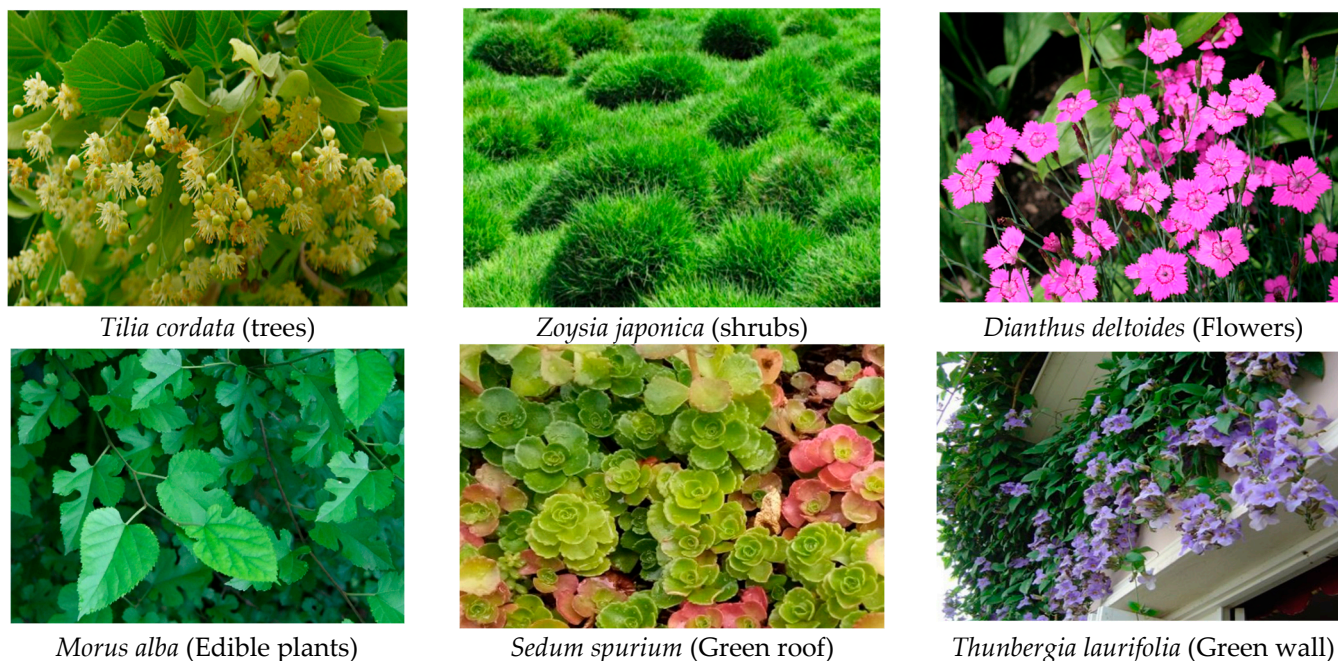 Tilia cordata (trees)
Zoysia japonica (shrubs)
Dianthus deltoides (Flowers)
Morus alba (Edible plants)
Sedum spurium (Green roof)
Thunbergia laurifolia (Green wall)